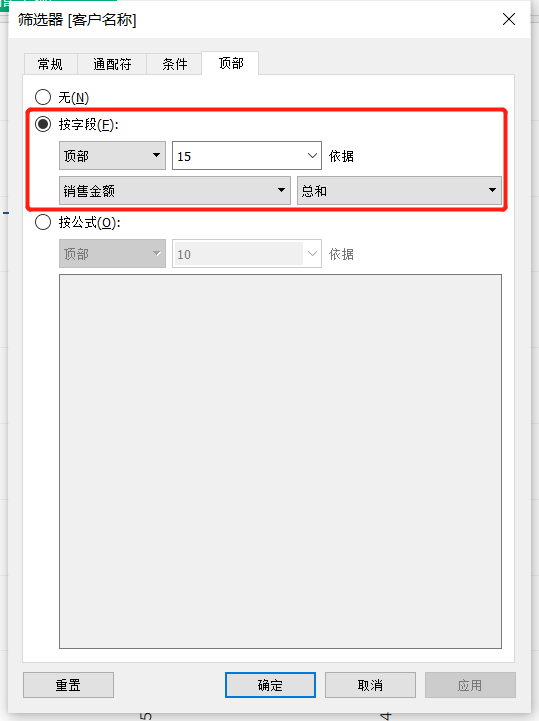 筛选器 [客户名称]
常规 通配符 条件 顶部
无(N)
按字段(F):
顶部 15 依据
销售金额 总和
按公式(O):
顶部 10 依据
重置 确定 取消 应用
5 4